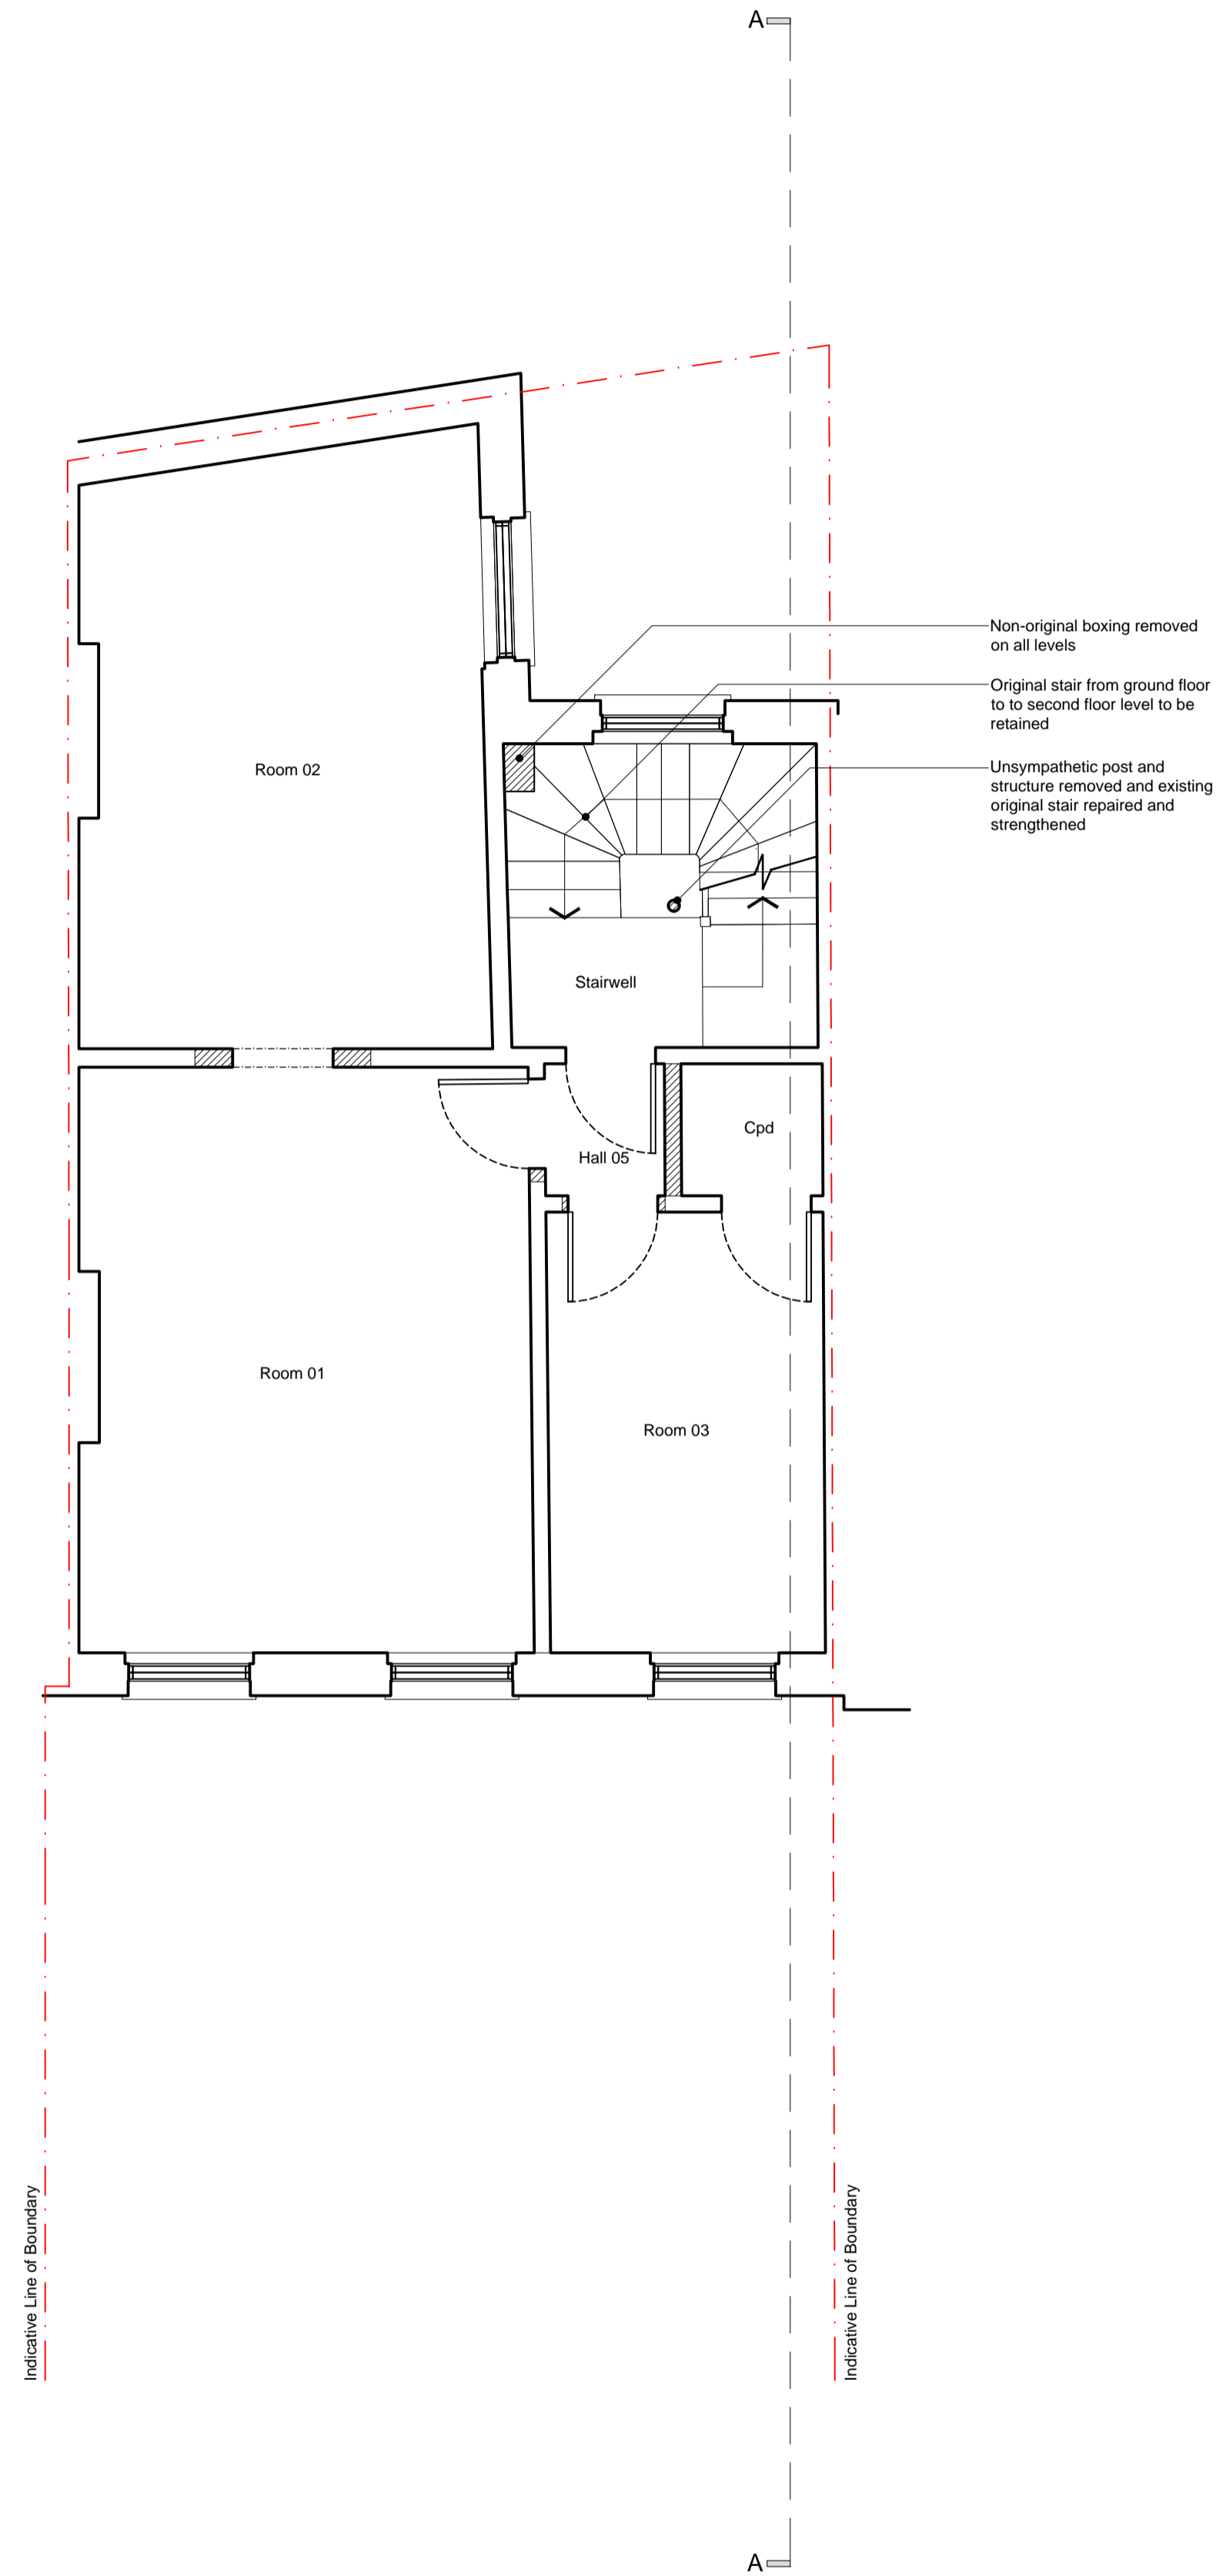 A
Non-original boxing removed
on all levels
Original stair from ground floor
to to second floor level to be
retained
Unsympathetic post and
structure removed and existing
original stair repaired and
strengthened
Room 02
Stairwell
Cpd
Hall 05
Room 01
Room 03
Indicative Line of Boundary
Indicative Line of Boundary
A